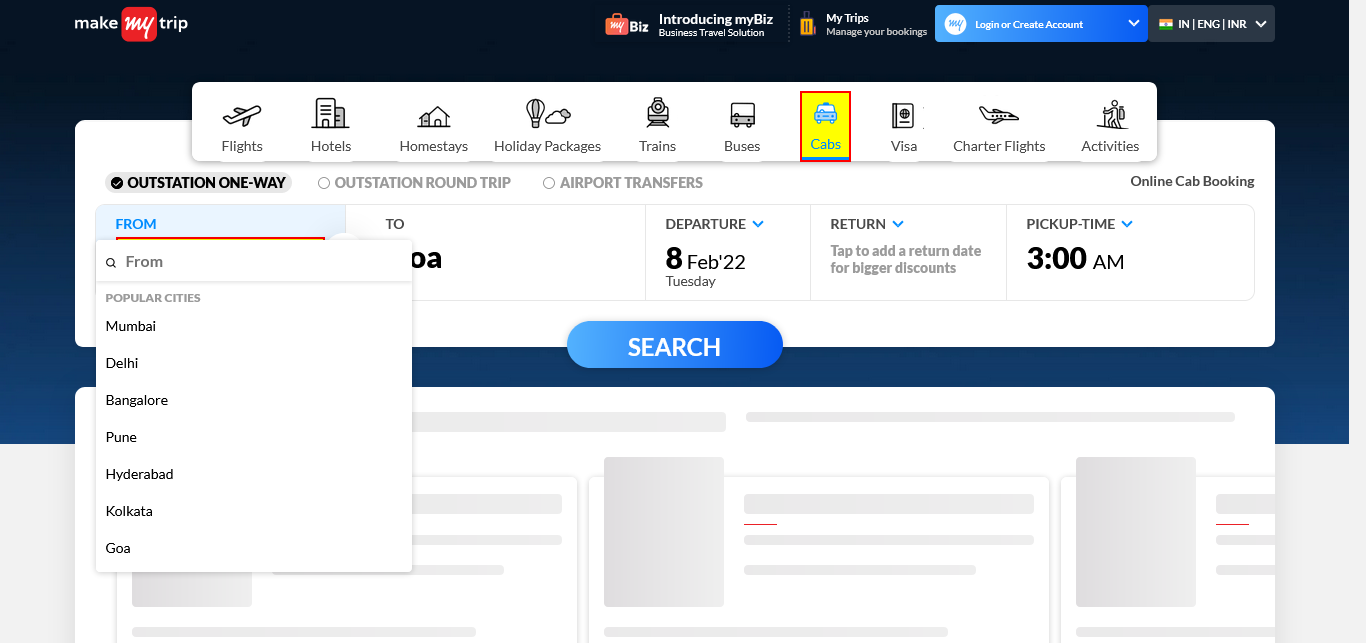 make my trip
my Biz
Introducing myBiz
Business Travel Solution
My Trips
Manage your bookings
my
Login or Create Account
IN | ENG | INR
Flights
Hotels
Homestays
Holiday Packages
Trains
Buses
Cabs
Visa
Charter Flights
Activities
OUTSTATION ONE-WAY
OUTSTATION ROUND TRIP
AIRPORT TRANSFERS
Online Cab Booking
FROM
TO
DEPARTURE
RETURN
PICKUP-TIME
From
oa
8 Feb'22
Tuesday
Tap to add a return date
for bigger discounts
3:00 AM
POPULAR CITIES
Mumbai
Delhi
Bangalore
Pune
Hyderabad
Kolkata
Goa
SEARCH